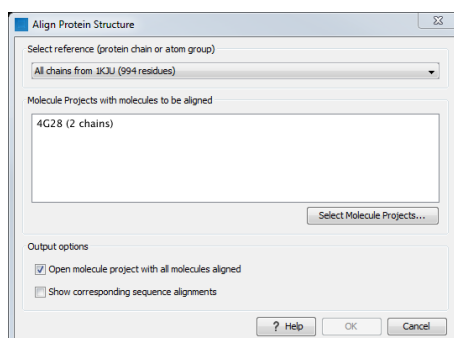 Align Protein Structure
Select reference (protein chain or atom group)
All chains from 1KJU (994 residues)
Molecule Projects with molecules to be aligned
4G28 (2 chains)
Select Molecule Projects...
Output options
Open molecule project with all molecules aligned
Show corresponding sequence alignments
? Help
OK
Cancel